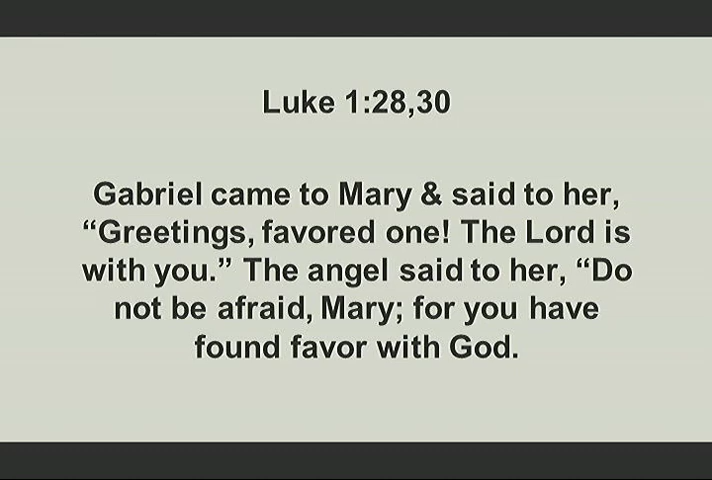 Luke 1:28,30
Gabriel came to Mary & said to her,
“Greetings, favored one! The Lord is
with you.” The angel said to her, “Do
not be afraid, Mary; for you have
found favor with God.